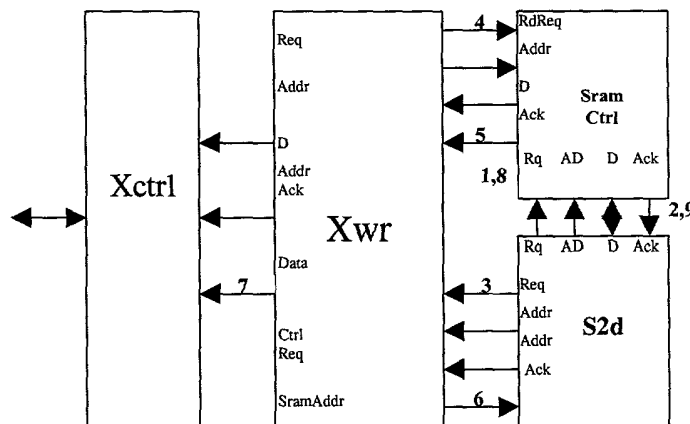 4
RdReq
Req
Addr
Addr
D
Sram
Ctrl
Ack
D
5
Rq AD D Ack
Addr
Ack
1,8
Xctrl
Xwr
2,9
Rq AD D Ack
Data
7
3
Req
Addr
S2d
Ctrl
Req
Addr
Ack
SramAddr
6